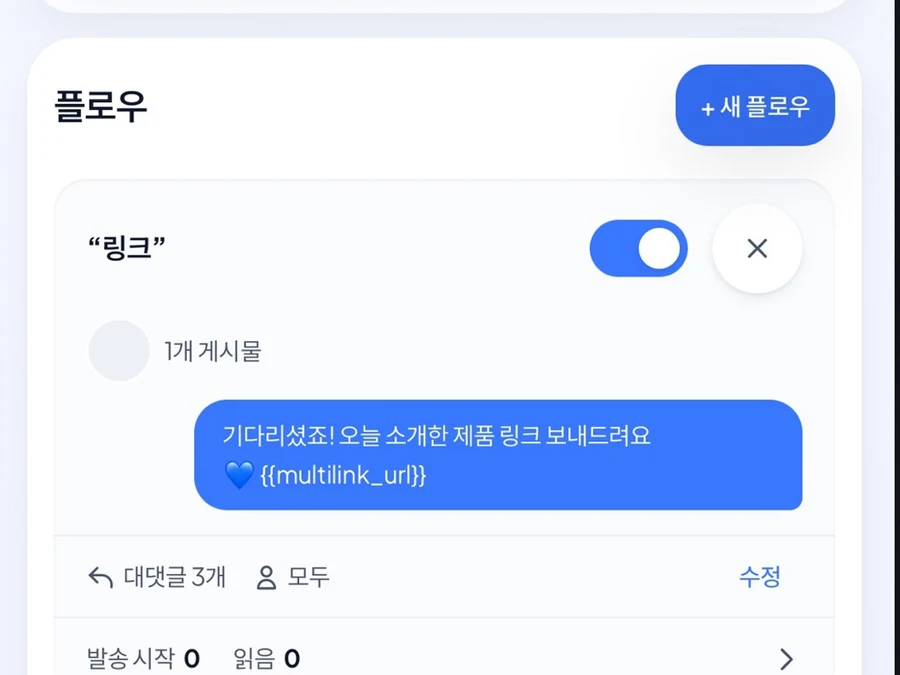 플로우
+ 새 플로우
“링크”
1개 게시물
기다리셨죠! 오늘 소개한 제품 링크 보내드려요
💙 {{multilink_url}}
대댓글 3개 모두 수정
발송 시작 0 읽음 0